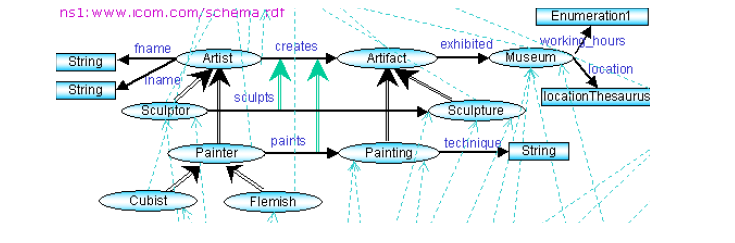 ns1: www.icom.com/schema.rdf
Enumeration1
fname
creates
exhibited
working_hours
String
Artist
Artifact
Museum
lname
location
String
sculpts
locationThesaurus
Sculptor
Sculpture
paints
technique
Painter
Painting
String
Cubist
Flemish